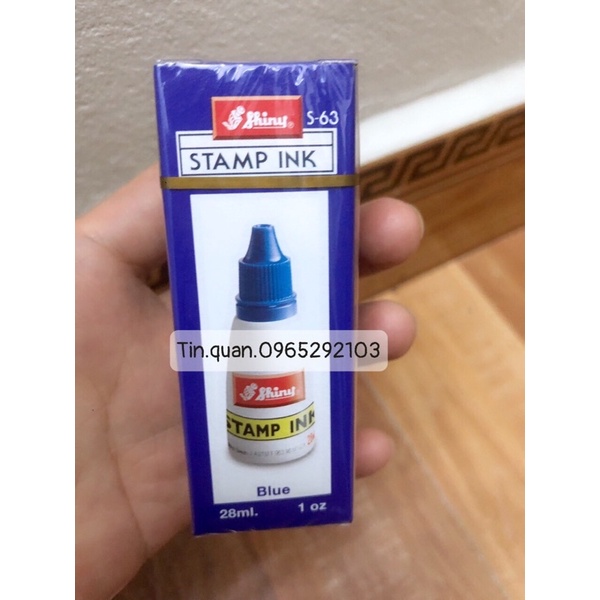 Shiny® S-63
STAMP INK
Tin.quan.0965292103
Shiny
STAMP INK
Blue
28ml. 1 oz